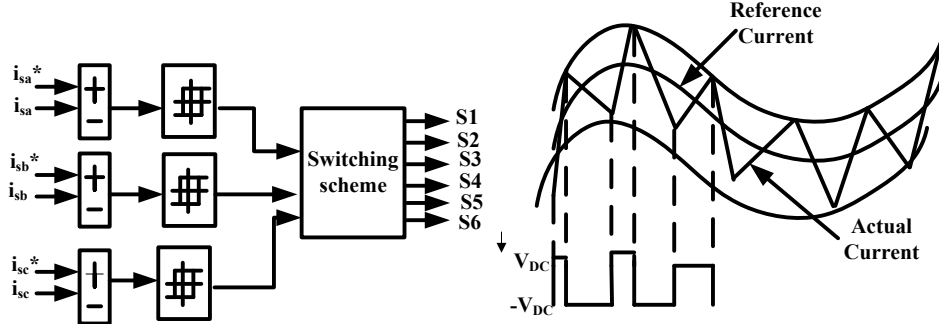 isa*
isa
+
−
isb*
isb
+
−
isc*
isc
+
−
Switching
scheme
S1
S2
S3
S4
S5
S6
Reference
Current
Actual
Current
VDC
-VDC